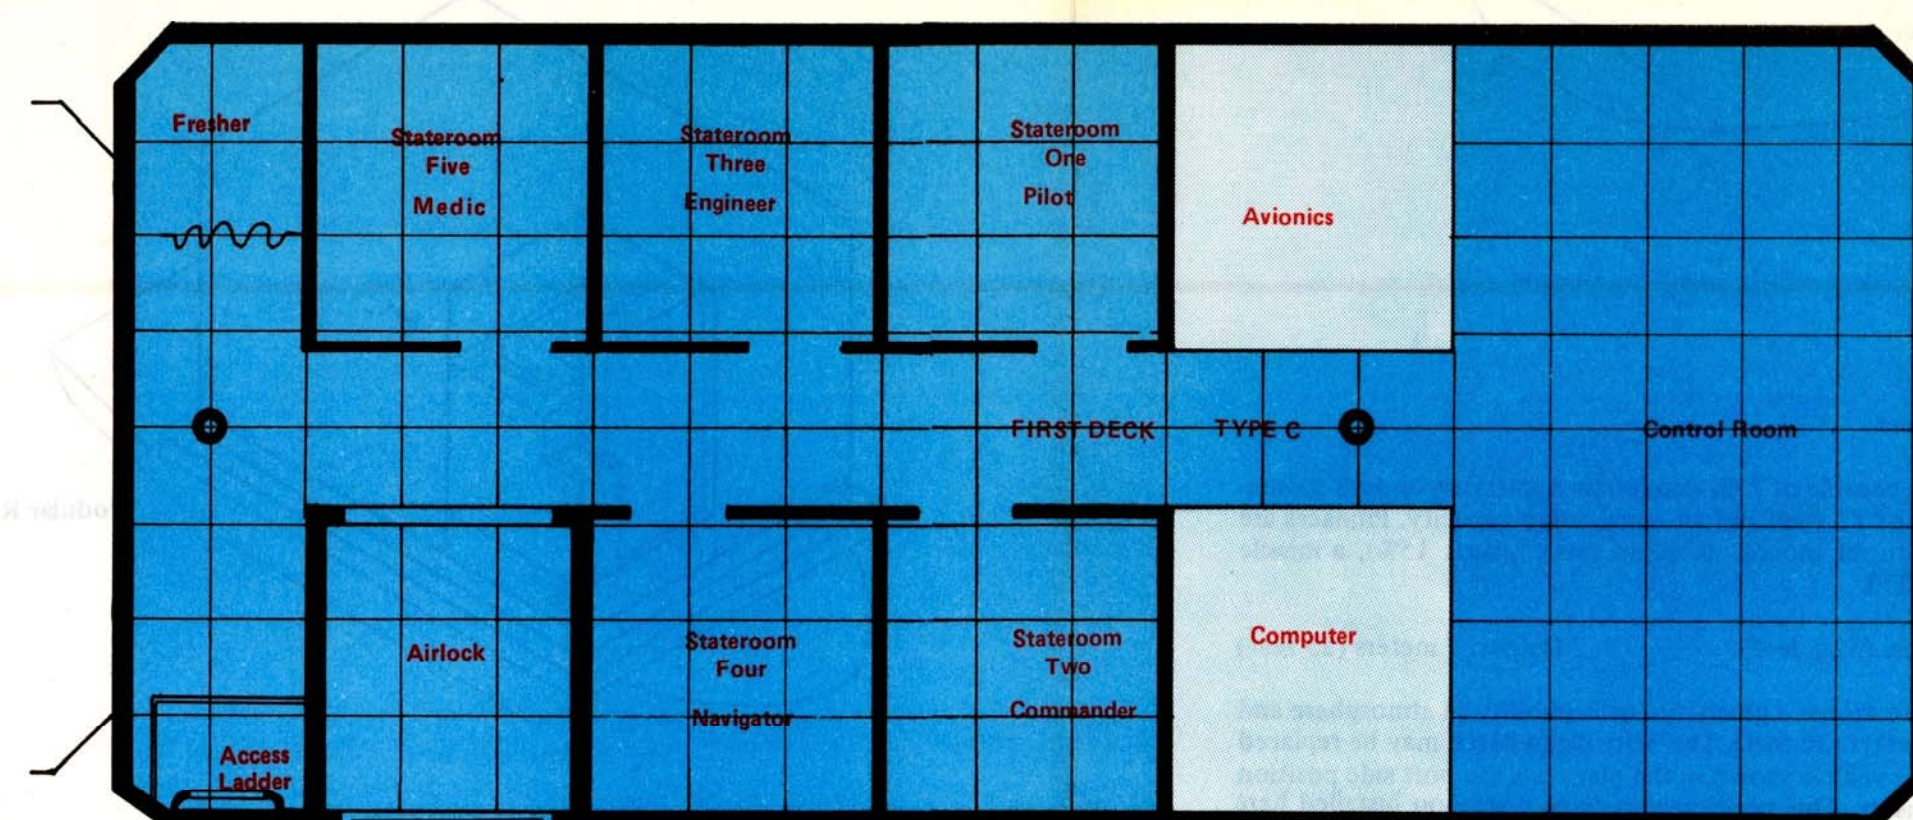 Fresher
Stateroom
Five
Medic
Stateroom
Three
Engineer
Stateroom
One
Pilot
Avionics
FIRST DECK
TYPE C
Control Room
Airlock
Stateroom
Four
Navigator
Stateroom
Two
Commander
Computer
Access
Ladder